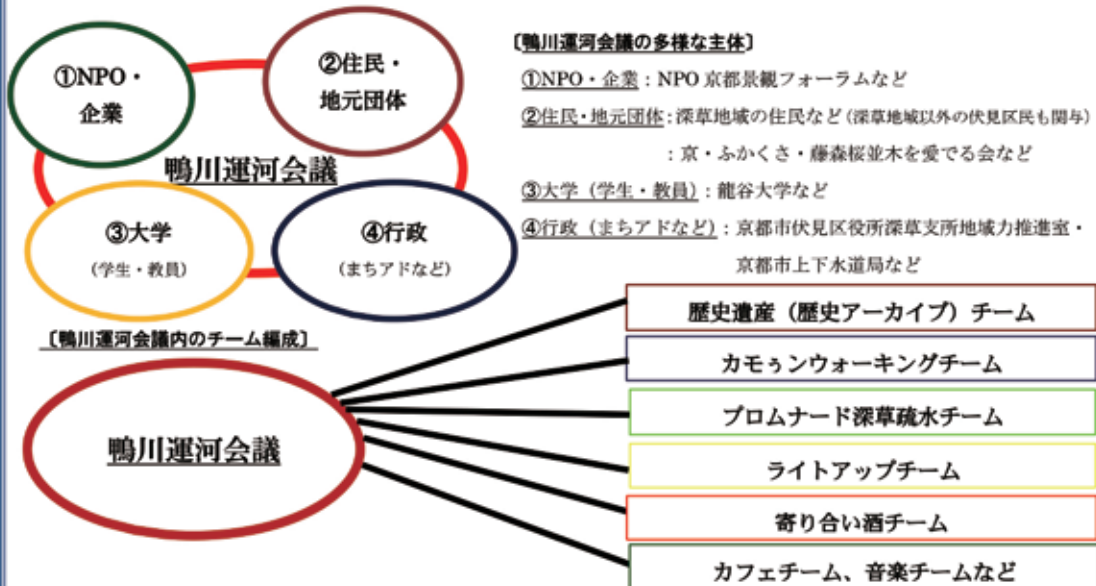 ①NPO・
企業
②住民・
地元団体
鴨川運河会議
③大学
(学生・教員)
④行政
(まちアドなど)
〔鴨川運河会議の多様な主体〕
①NPO・企業：NPO 京都景観フォーラムなど
②住民・地元団体：深草地域の住民など（深草地域以外の伏見区民も関与）
：京・ふかくさ・藤森桜並木を愛でる会など
③大学（学生・教員）：龍谷大学など
④行政（まちアドなど）：京都市伏見区役所深草支所地域力推進室・
京都市上下水道局など
〔鴨川運河会議内のチーム編成〕
鴨川運河会議
歴史遺産（歴史アーカイブ）チーム
カモぅンウォーキングチーム
プロムナード深草疏水チーム
ライトアップチーム
寄り合い酒チーム
カフェチーム、音楽チームなど